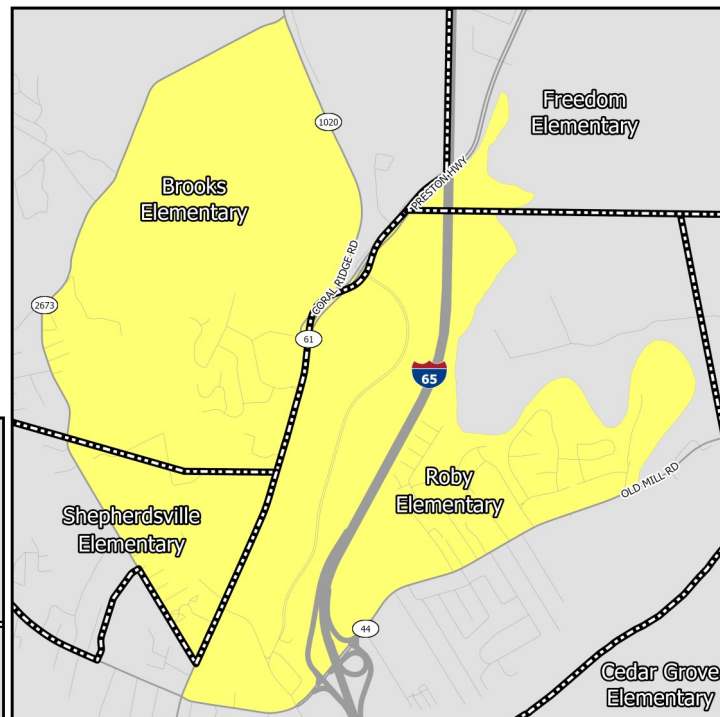 Freedom
Elementary
1020
PRESTON HWY
Brooks
Elementary
CORAL RIDGE RD
2673
61
65
Roby
Elementary
OLD MILL RD
Shepherdsville
Elementary
44
Cedar Grove
Elementary